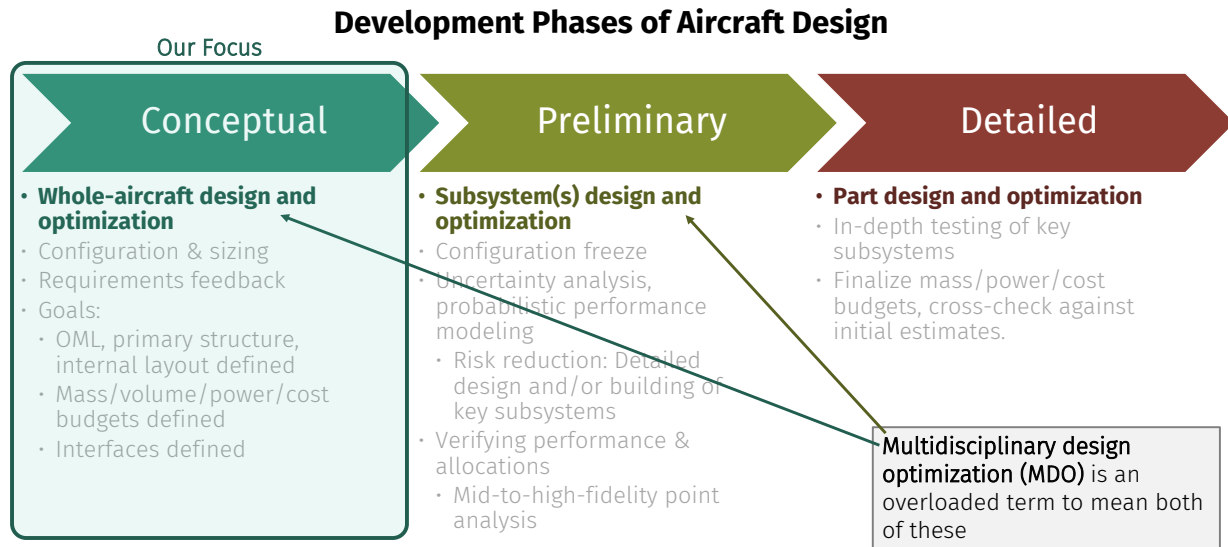 Development Phases of Aircraft Design
Our Focus
Conceptual
Preliminary
Detailed
• Whole-aircraft design and
optimization
• Configuration & sizing
• Requirements feedback
• Goals:
• OML, primary structure,
internal layout defined
• Mass/volume/power/cost
budgets defined
• Interfaces defined
• Subsystem(s) design and
optimization
• Configuration freeze
• Uncertainty analysis,
probabilistic performance
modeling
• Risk reduction: Detailed
design and/or building of
key subsystems
• Verifying performance &
allocations
• Mid-to-high-fidelity point
analysis
• Part design and optimization
• In-depth testing of key
subsystems
• Finalize mass/power/cost
budgets, cross-check against
initial estimates.
Multidisciplinary design
optimization (MDO) is an
overloaded term to mean both
of these